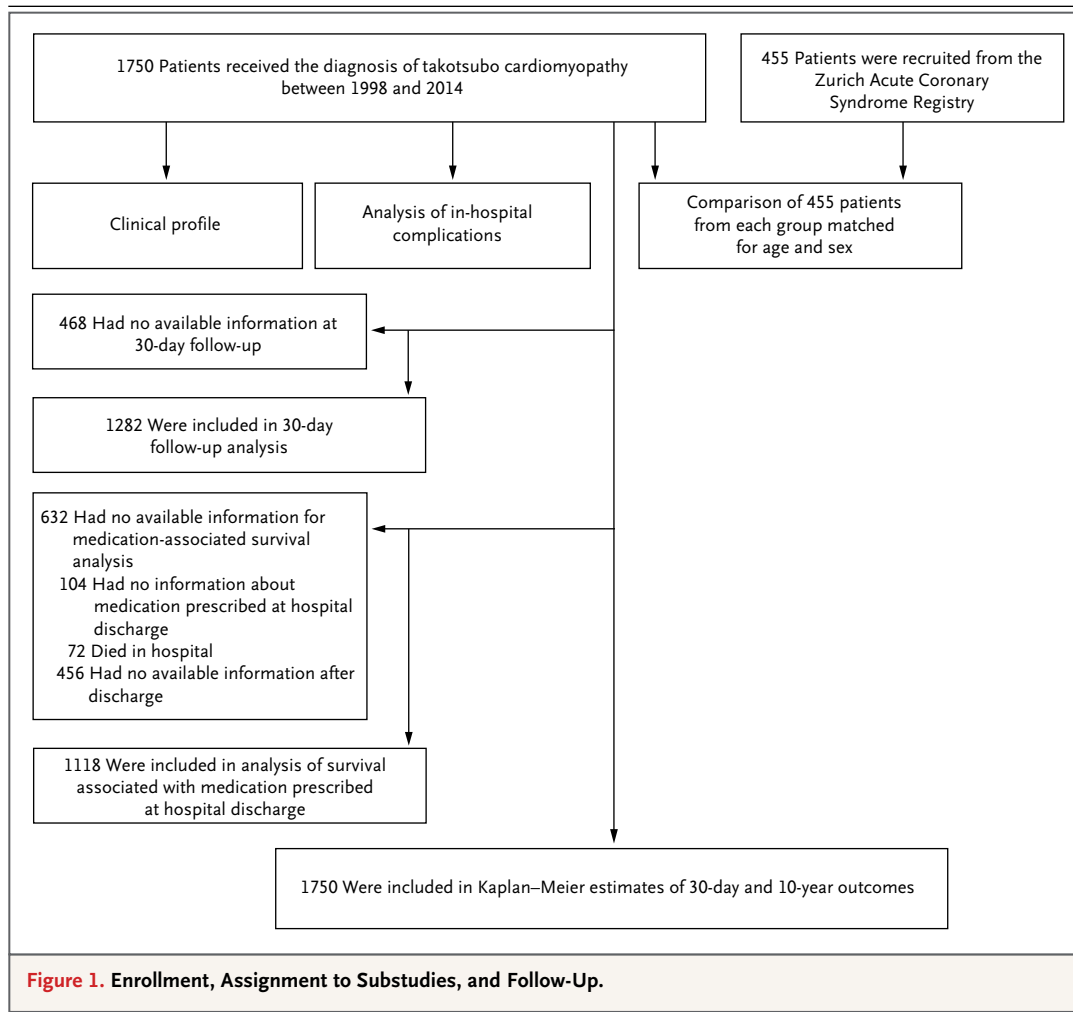 1750 Patients received the diagnosis of takotsubo cardiomyopathy
between 1998 and 2014
455 Patients were recruited from the
Zurich Acute Coronary
Syndrome Registry
Clinical profile
Analysis of in-hospital
complications
Comparison of 455 patients
from each group matched
for age and sex
468 Had no available information at
30-day follow-up
1282 Were included in 30-day
follow-up analysis
632 Had no available information for
medication-associated survival
analysis
104 Had no information about
medication prescribed at hospital
discharge
72 Died in hospital
456 Had no available information after
discharge
1118 Were included in analysis of survival
associated with medication prescribed
at hospital discharge
1750 Were included in Kaplan–Meier estimates of 30-day and 10-year outcomes
Figure 1. Enrollment, Assignment to Substudies, and Follow-Up.